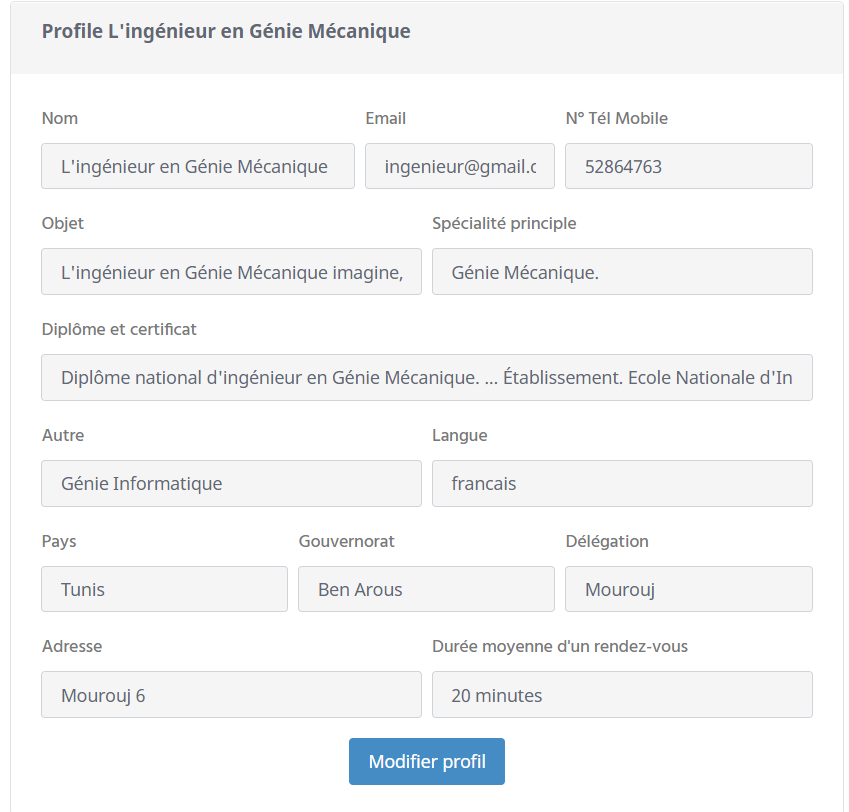 Profile L'ingénieur en Génie Mécanique
Nom Email N° Tél Mobile
L'ingénieur en Génie Mécanique ingenieur@gmail.c 52864763
Objet Spécialité principle
L'ingénieur en Génie Mécanique imagine, Génie Mécanique.
Diplôme et certificat
Diplôme national d'ingénieur en Génie Mécanique. ... Établissement. Ecole Nationale d'In
Autre Langue
Génie Informatique francais
Pays Gouvernorat Délégation
Tunis Ben Arous Mourouj
Adresse Durée moyenne d'un rendez-vous
Mourouj 6 20 minutes
Modifier profil